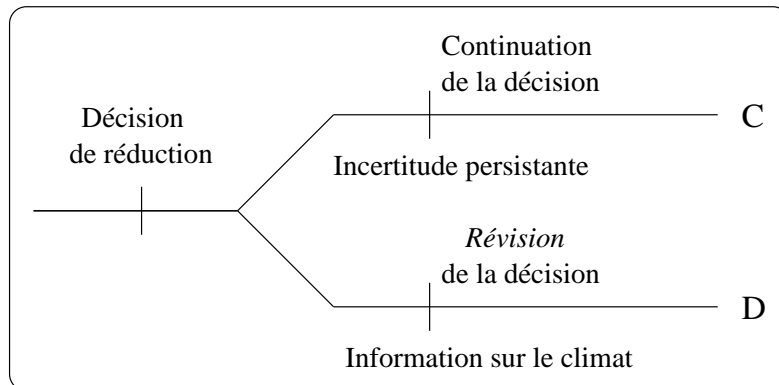 Continuation
de la décision
C
Décision
de réduction
Incertitude persistante
Révision
de la décision
D
Information sur le climat